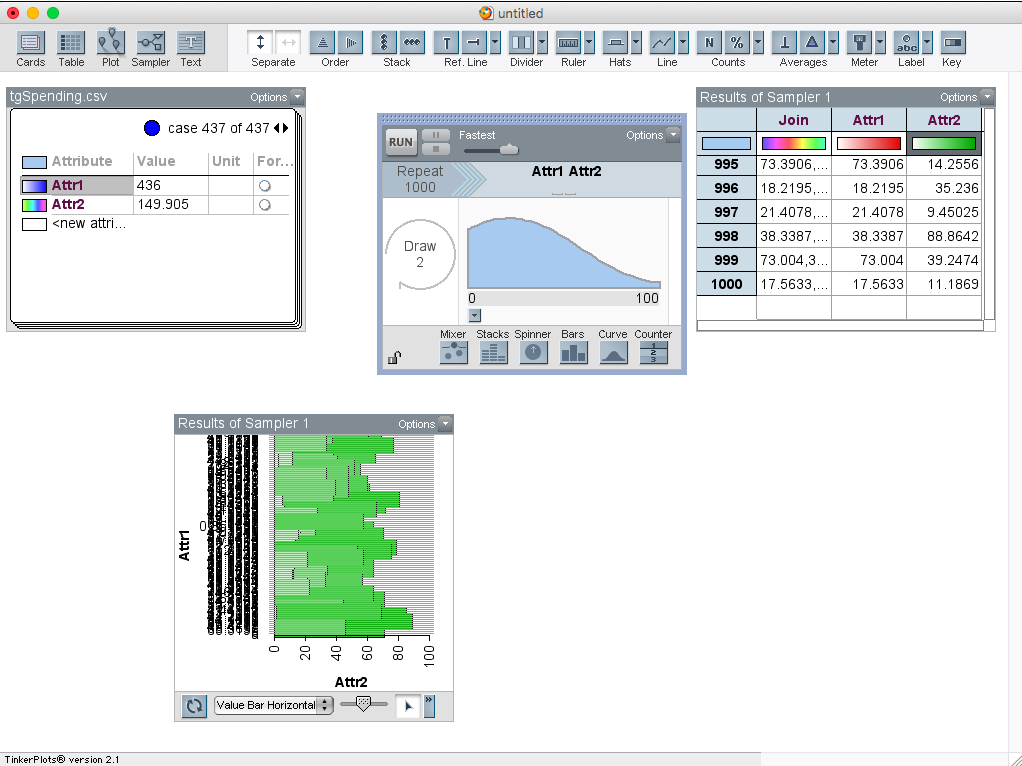 untitled
Cards Table Plot Sampler Text Separate Order Stack Ref. Line Divider Ruler Hats Line Counts Averages Meter Label Key
tgSpending.csv Options
case 437 of 437
Attribute Value Unit For...
Attr1 436
Attr2 149.905
<new attri...
RUN Fastest Options
Repeat
1000
Attr1 Attr2
Draw
2
0 100
Mixer Stacks Spinner Bars Curve Counter
1
2
3
Results of Sampler 1 Options
Join Attr1 Attr2
995 73.3906,... 73.3906 14.2556
996 18.2195,... 18.2195 35.236
997 21.4078,... 21.4078 9.45025
998 38.3387,... 38.3387 88.8642
999 73.004,3... 73.004 39.2474
1000 17.5633,... 17.5633 11.1869
Results of Sampler 1 Options
Attr1
0 20 40 60 80 100
Attr2
Value Bar Horizontal
TinkerPlots® version 2.1